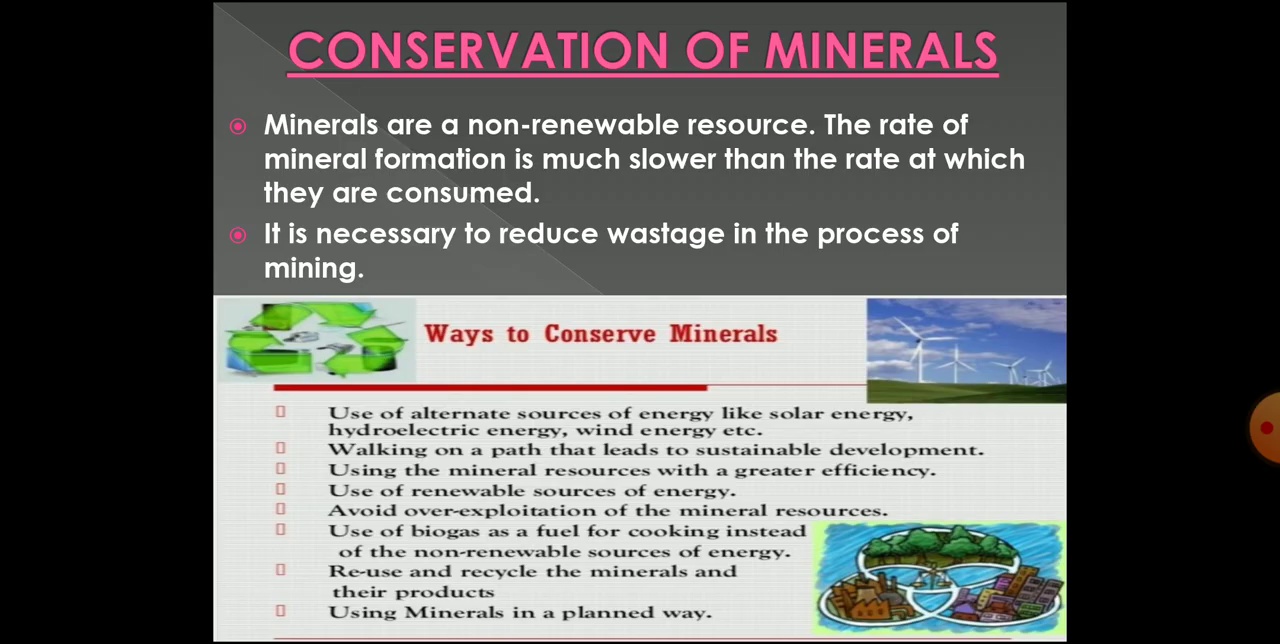 CONSERVATION OF MINERALS
Minerals are a non-renewable resource. The rate of
mineral formation is much slower than the rate at which
they are consumed.
It is necessary to reduce wastage in the process of
mining.
Ways to Conserve Minerals
Use of alternate sources of energy like solar energy,
hydroelectric energy, wind energy etc.
Walking on a path that leads to sustainable development.
Using the mineral resources with a greater efficiency.
Use of renewable sources of energy.
Avoid over-exploitation of the mineral resources.
Use of biogas as a fuel for cooking instead
of the non-renewable sources of energy.
Re-use and recycle the minerals and
their products
Using Minerals in a planned way.